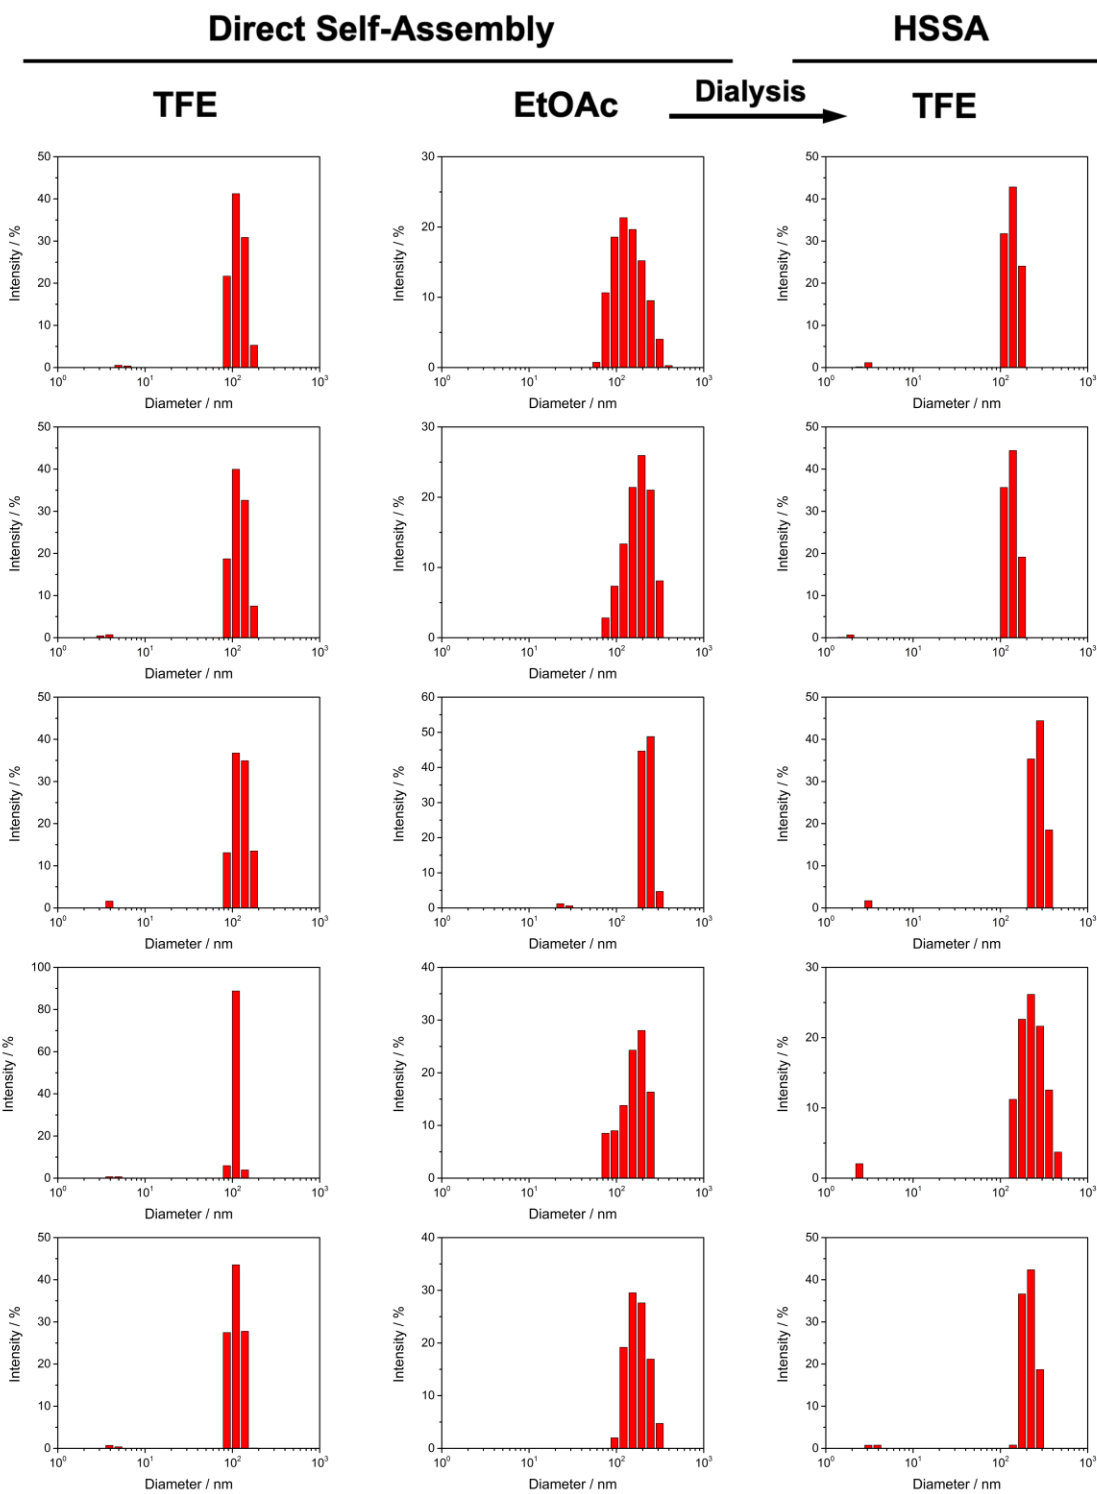 Direct Self-Assembly HSSA
TFE EtOAc Dialysis TFE
Intensity / % 50 40 30 20 10 0 10⁰ 10¹ 10² 10³ Diameter / nm
Intensity / % 30 20 10 0 10⁰ 10¹ 10² 10³ Diameter / nm
Intensity / % 50 40 30 20 10 0 10⁰ 10¹ 10² 10³ Diameter / nm
Intensity / % 50 40 30 20 10 0 10⁰ 10¹ 10² 10³ Diameter / nm
Intensity / % 30 20 10 0 10⁰ 10¹ 10² 10³ Diameter / nm
Intensity / % 50 40 30 20 10 0 10⁰ 10¹ 10² 10³ Diameter / nm
Intensity / % 50 40 30 20 10 0 10⁰ 10¹ 10² 10³ Diameter / nm
Intensity / % 60 50 40 30 20 10 0 10⁰ 10¹ 10² 10³ Diameter / nm
Intensity / % 50 40 30 20 10 0 10⁰ 10¹ 10² 10³ Diameter / nm
Intensity / % 100 80 60 40 20 0 10⁰ 10¹ 10² 10³ Diameter / nm
Intensity / % 40 30 20 10 0 10⁰ 10¹ 10² 10³ Diameter / nm
Intensity / % 30 20 10 0 10⁰ 10¹ 10² 10³ Diameter / nm
Intensity / % 50 40 30 20 10 0 10⁰ 10¹ 10² 10³ Diameter / nm
Intensity / % 40 30 20 10 0 10⁰ 10¹ 10² 10³ Diameter / nm
Intensity / % 50 40 30 20 10 0 10⁰ 10¹ 10² 10³ Diameter / nm